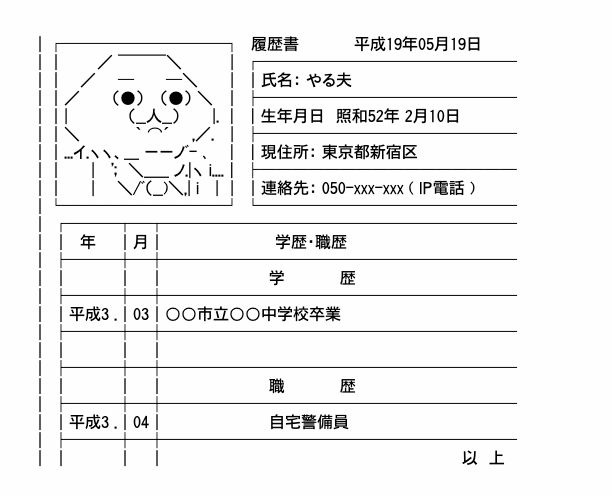 履歴書 平成19年05月19日
氏名: やる夫
生年月日 昭和52年 2月10日
現住所: 東京都新宿区
連絡先: 050-xxx-xxx ( IP電話 )
年 月 学歴･職歴
学 歴
平成3 . 03 ○○市立○○中学校卒業
職 歴
平成3 . 04 自宅警備員
以 上